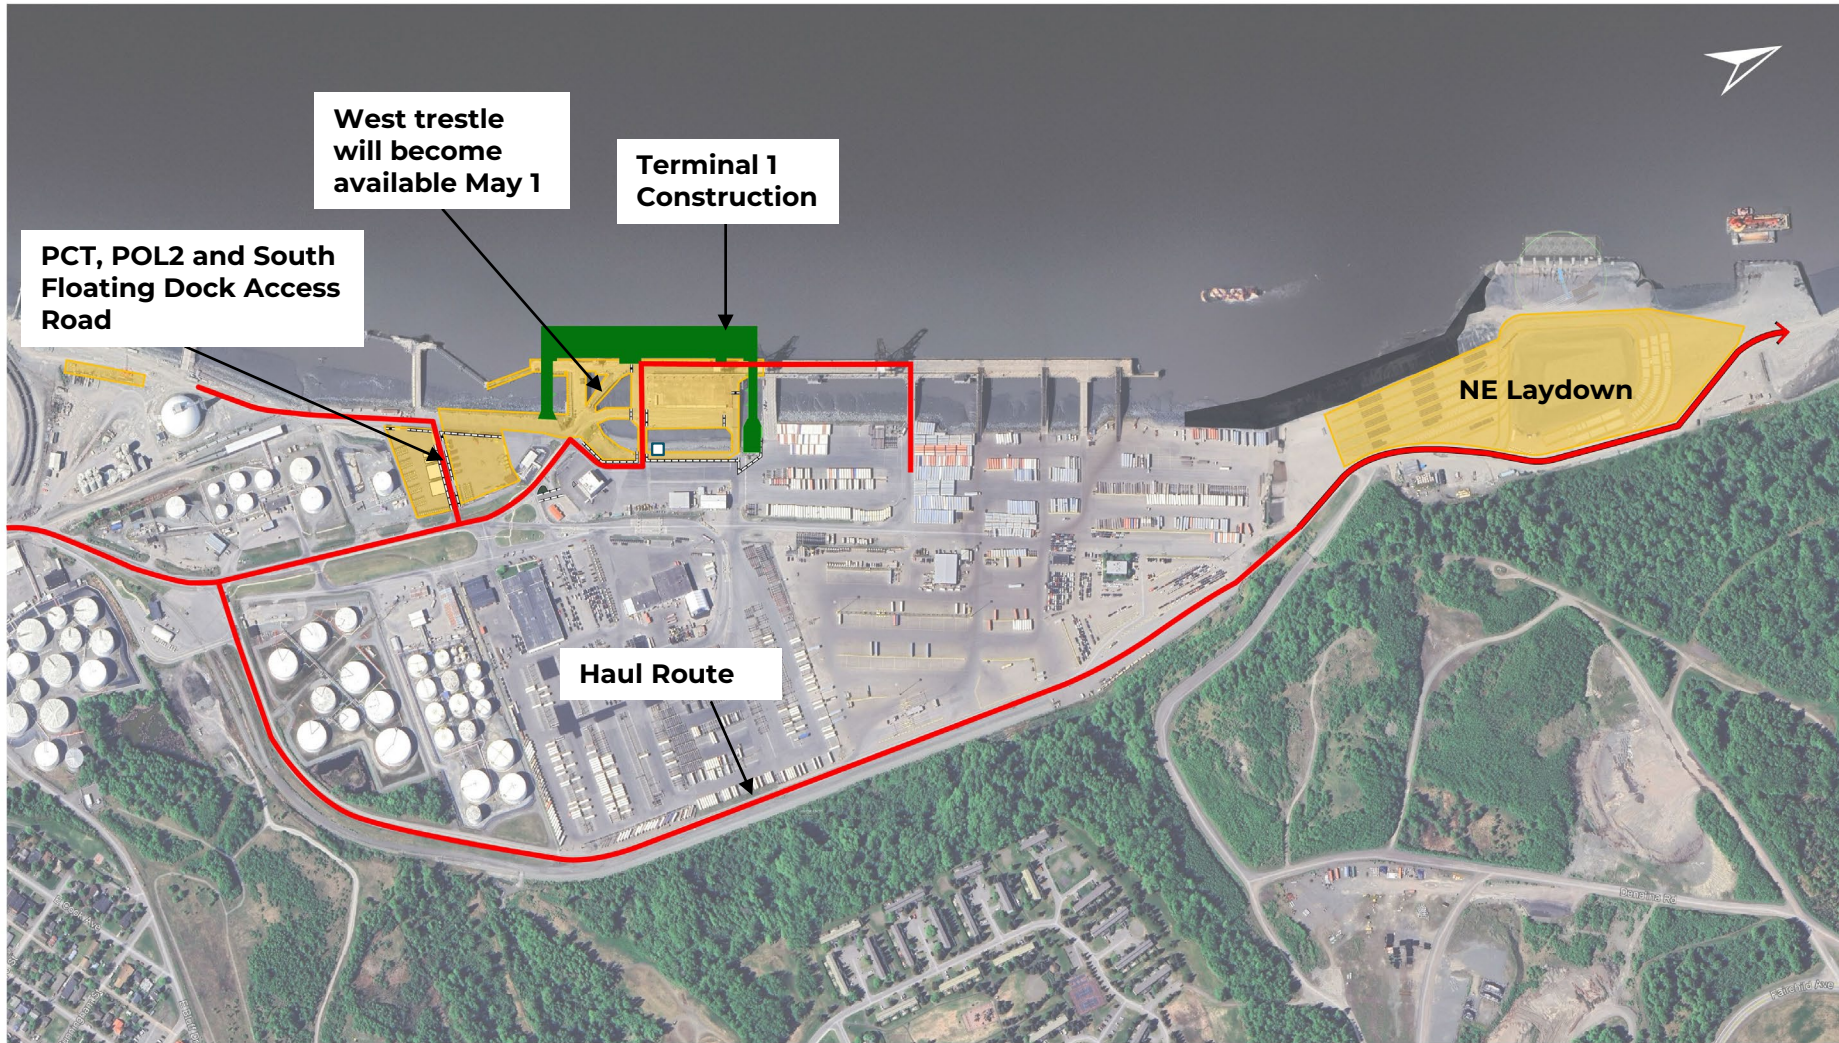 West trestle
will become
available May 1
Terminal 1
Construction
PCT, POL2 and South
Floating Dock Access
Road
NE Laydown
Haul Route